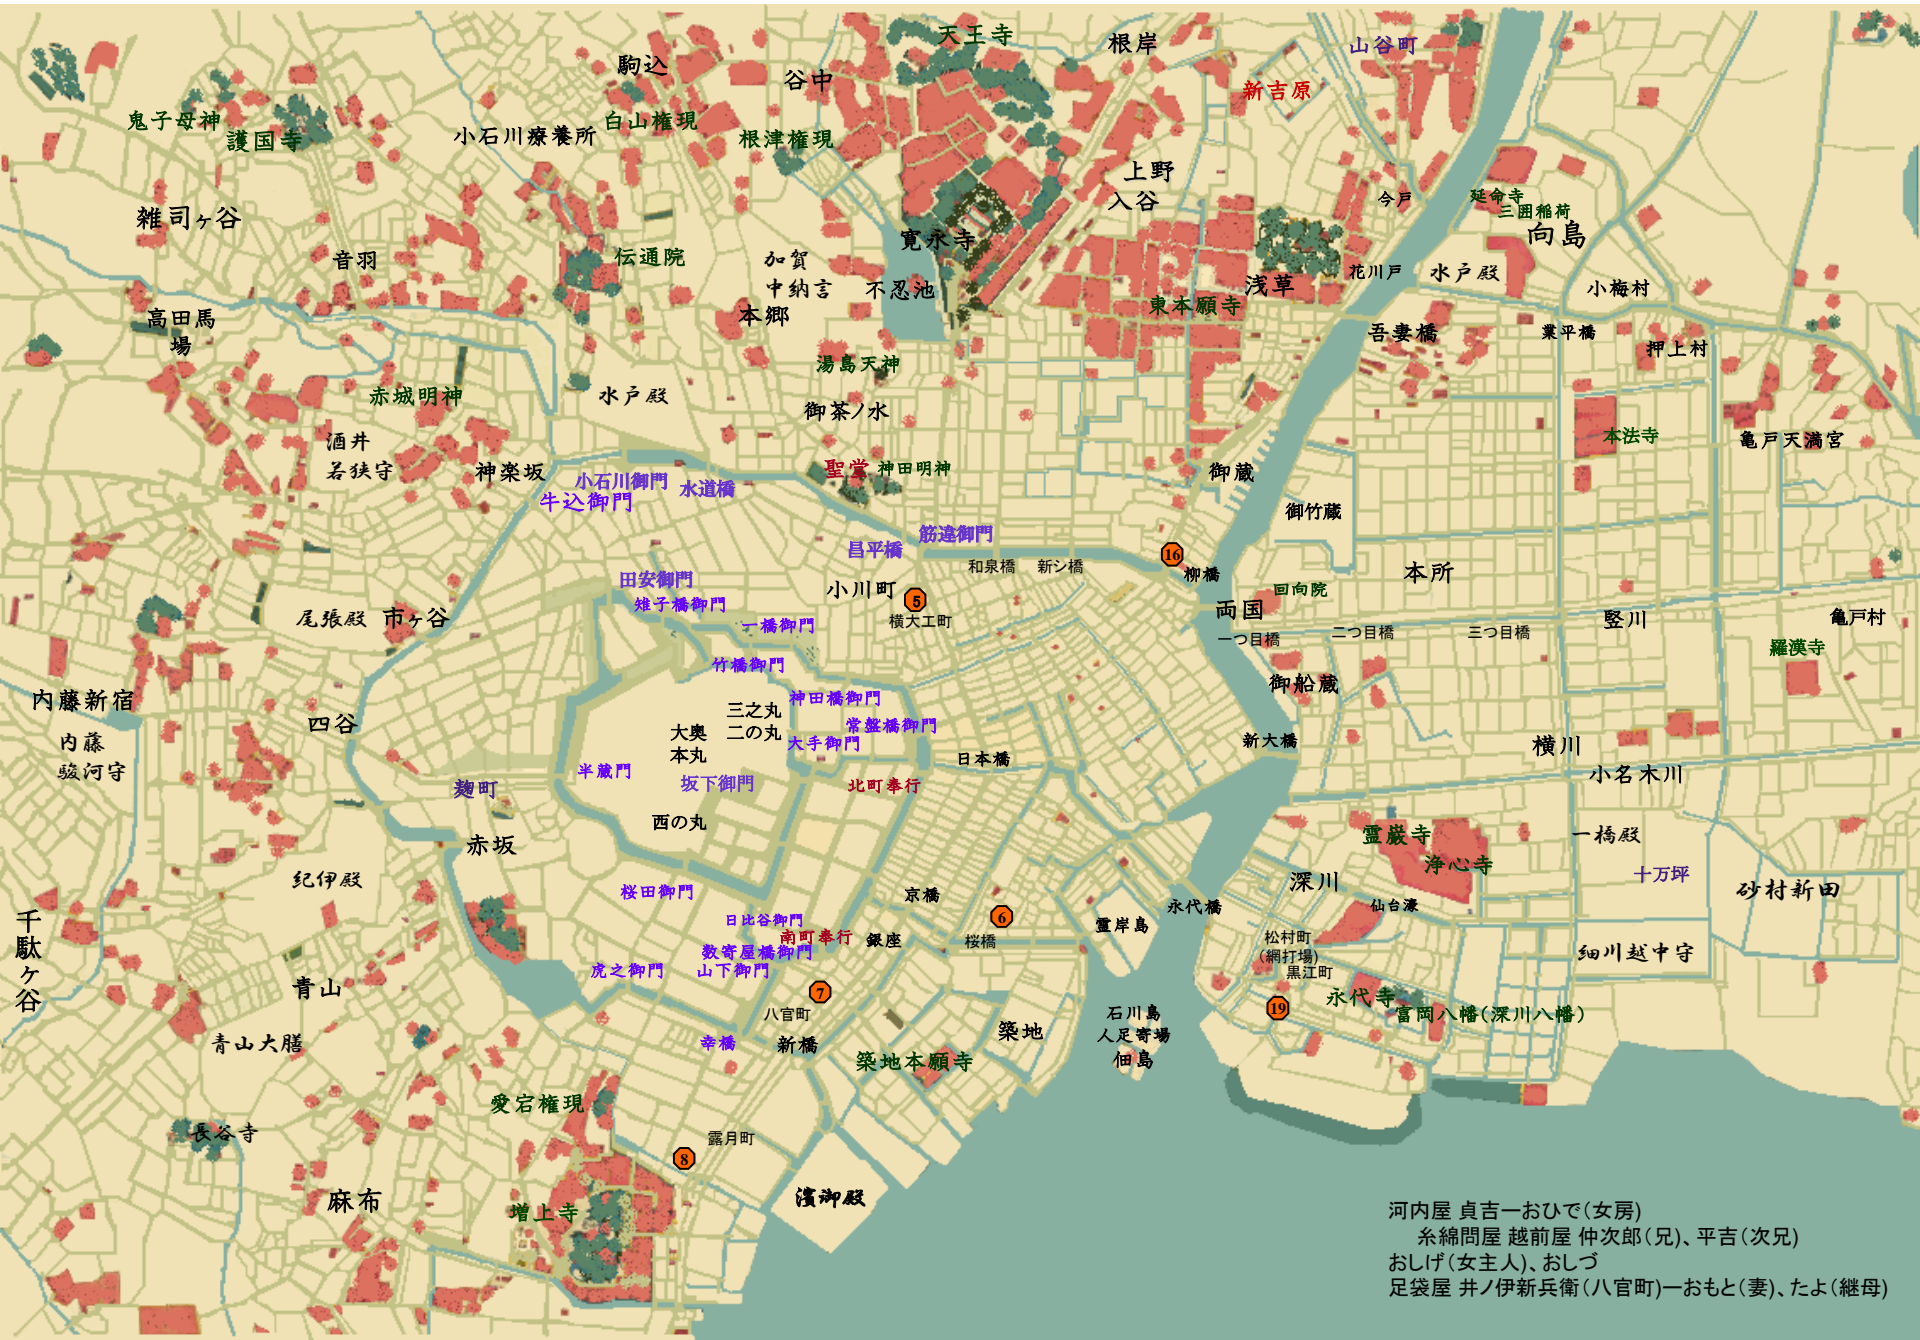 天王寺
根岸
山谷町
駒込
谷中
新吉原
鬼子母神
護国寺
小石川療養所
白山権現
根津権現
上野
入谷
今戸
延命寺
三囲稲荷
向島
雑司ヶ谷
音羽
伝通院
加賀
中納言
本郷
寛永寺
不忍池
浅草
東本願寺
花川戸
水戸殿
小梅村
高田馬
場
吾妻橋
業平橋
押上村
湯島天神
赤城明神
水戸殿
御茶ノ水
酒井
若狭守
神楽坂
聖堂
神田明神
御蔵
本法寺
亀戸天満宮
小石川御門
水道橋
牛込御門
御竹蔵
昌平橋
筋違御門
和泉橋
新シ橋
16
柳橋
本所
田安御門
雉子橋御門
小川町
5
横大工町
両国
回向院
尾張殿
市ヶ谷
一橋御門
一つ目橋
二つ目橋
三つ目橋
竪川
亀戸村
羅漢寺
竹橋御門
御船蔵
内藤新宿
神田橋御門
四谷
三之丸
二の丸
常盤橋御門
大奥
本丸
大手御門
内藤
駿河守
新大橋
横川
日本橋
半蔵門
坂下御門
北町奉行
小名木川
麹町
西の丸
赤坂
霊巌寺
浄心寺
一橋殿
十万坪
砂村新田
紀伊殿
桜田御門
京橋
深川
永代橋
仙台濠
千駄ヶ谷
日比谷御門
南町奉行
銀座
6
桜橋
霊岸島
松村町
(網打場)
黒江町
細川越中守
数寄屋橋御門
虎之御門
山下御門
青山
7
八官町
19
永代寺
富岡八幡(深川八幡)
石川島
人足寄場
佃島
青山大膳
幸橋
新橋
築地
築地本願寺
愛宕権現
長谷寺
露月町
8
麻布
増上寺
濱御殿
河内屋 貞吉ーおひで(女房)
糸綿問屋 越前屋 仲次郎(兄)、平吉(次兄)
おしげ(女主人)、おしづ
足袋屋 井ノ伊新兵衛(八官町)ーおもと(妻)、たよ(継母)